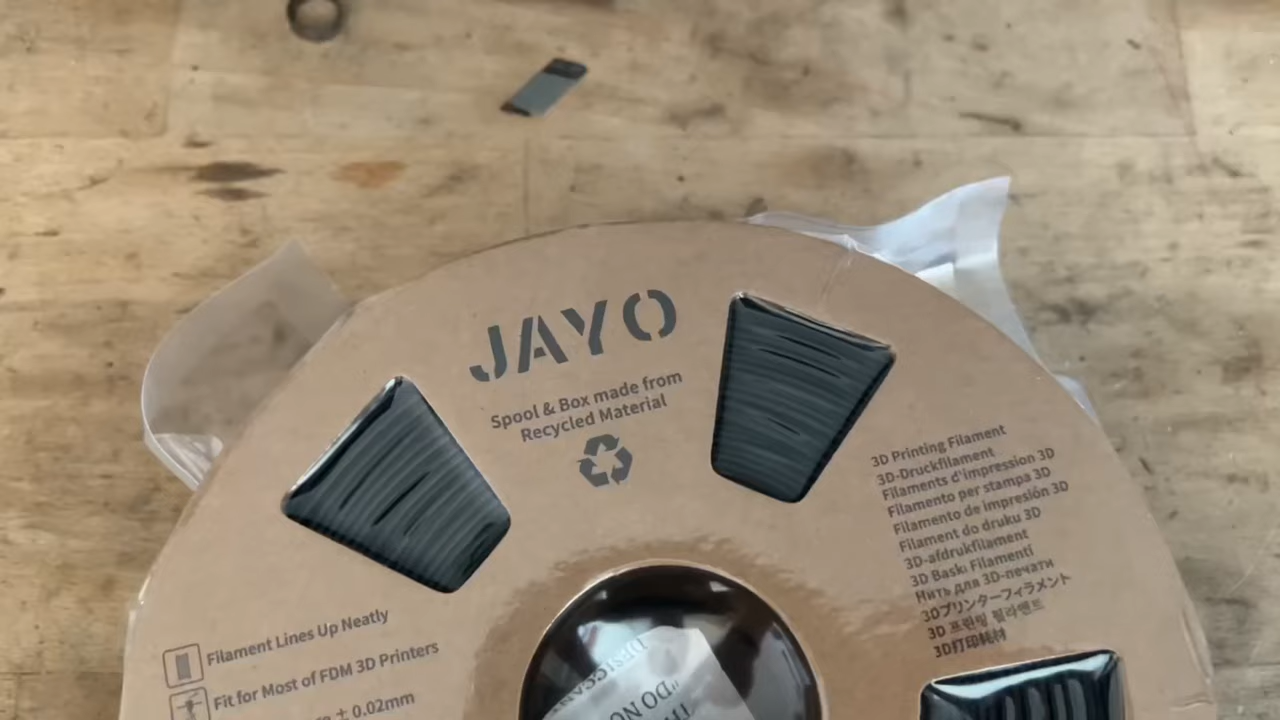 JAYO
Spool & Box made from
Recycled Material
3D Printing Filament
3D-Druckfilament
Filaments d'impression 3D
Filamento per stampa 3D
Filamento de impresión 3D
Filament do druku 3D
3D-afdrukfilament
3D Baskı Filamenti
Нить для 3D-печати
3Dプリンターフィラメント
3D 프린팅 필라멘트
3D打印耗材
Filament Lines Up Neatly
Fit for Most of FDM 3D Printers
± 0.02mm
DESICCANT
"DO NO